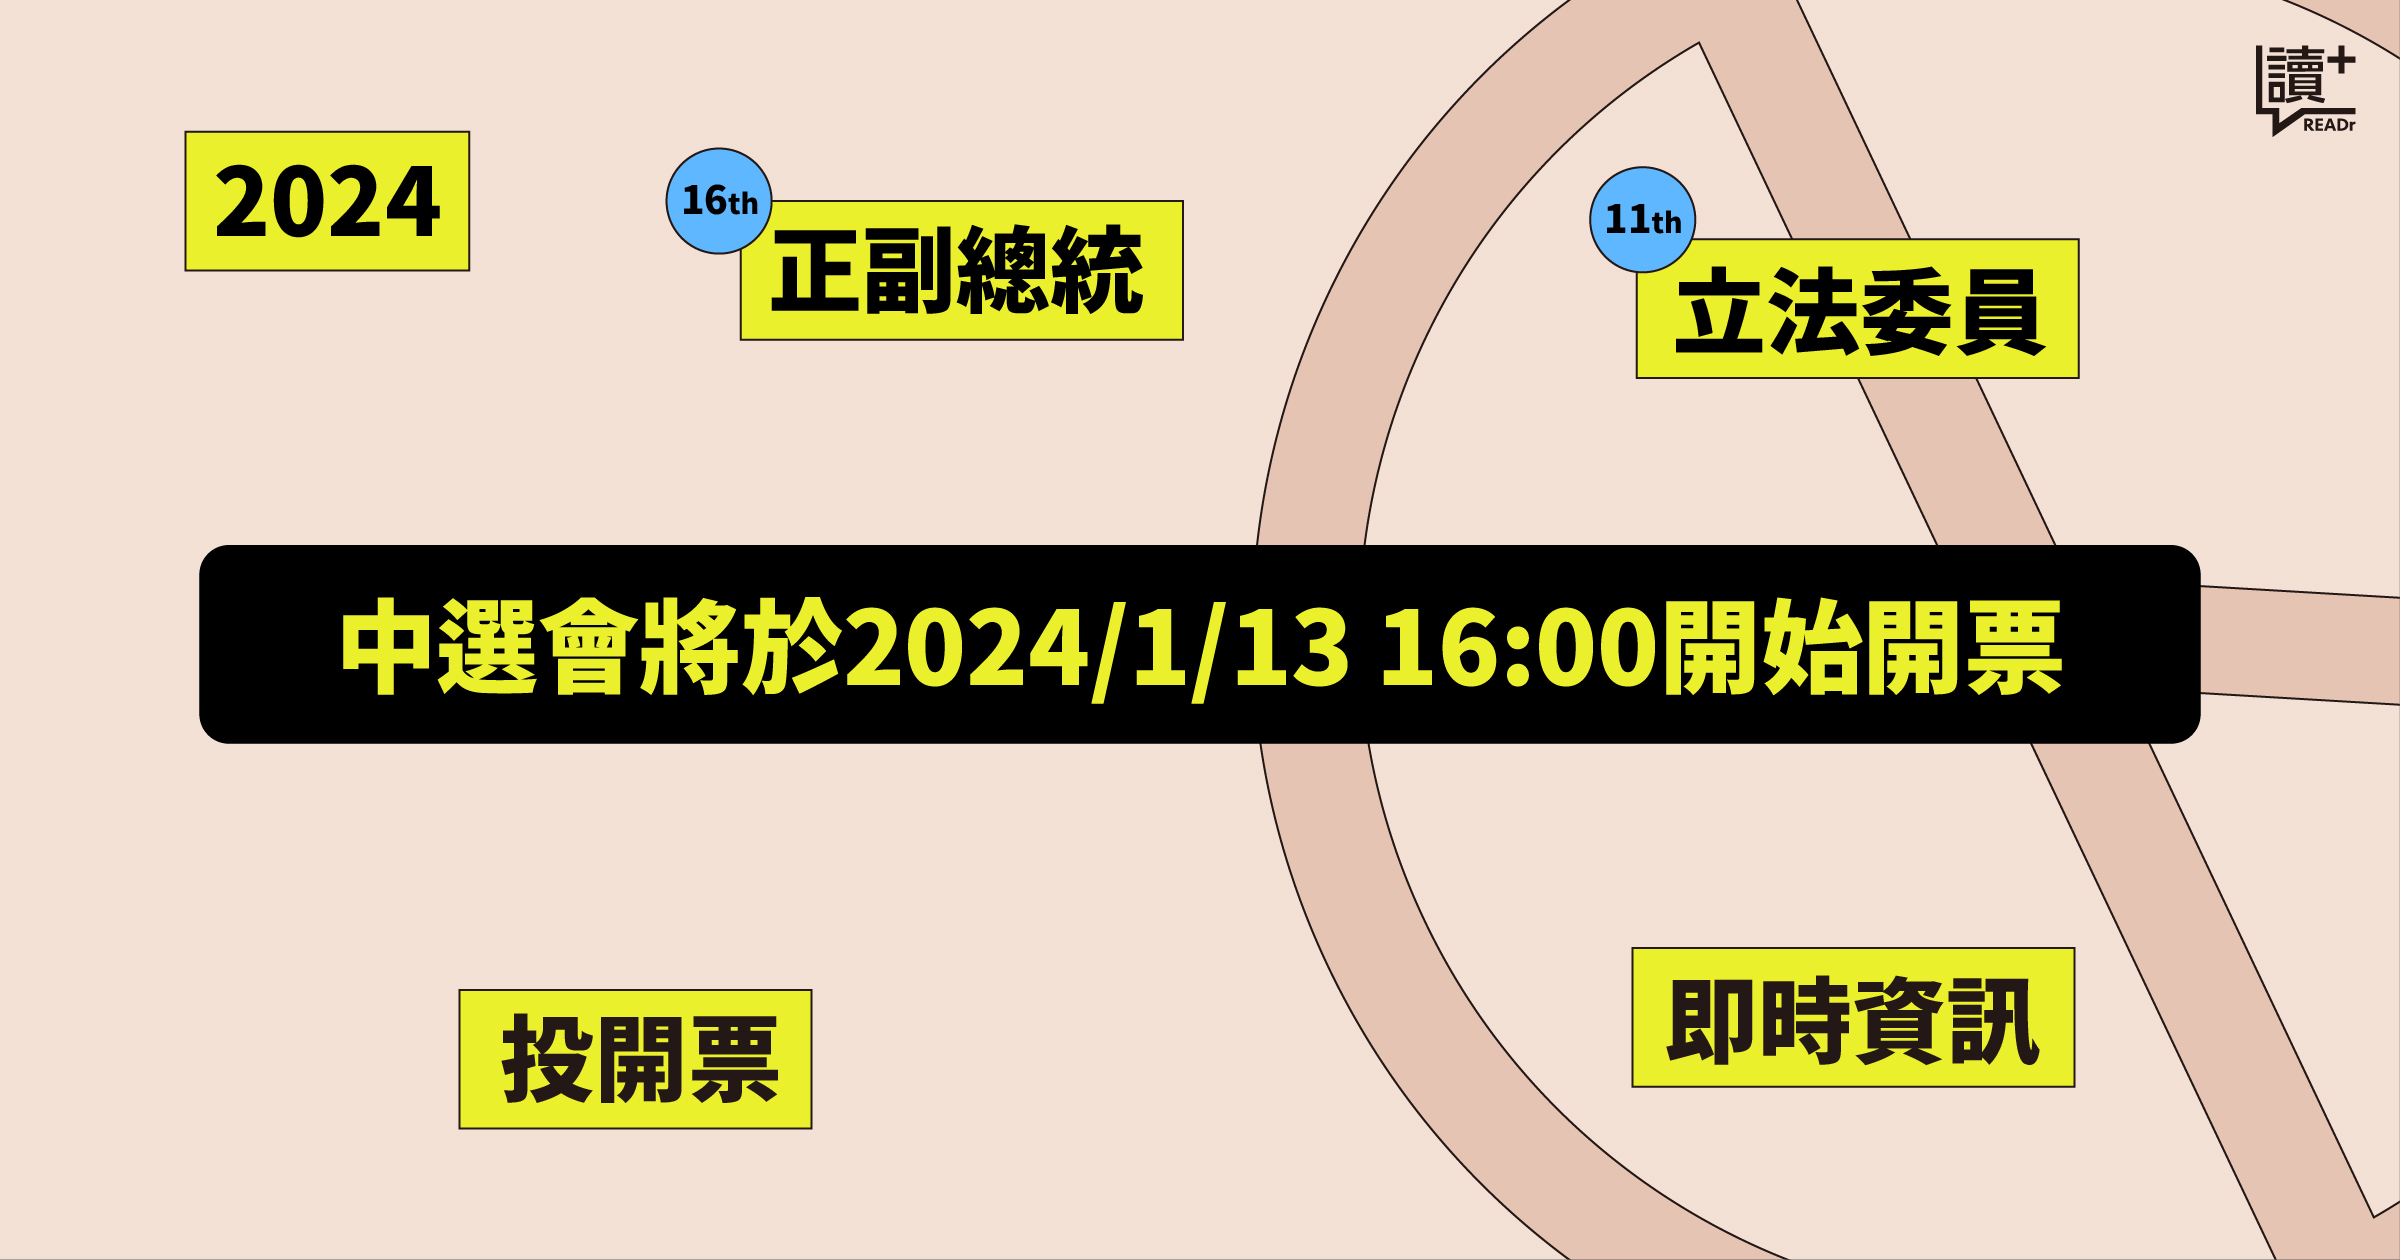 讀+
READr
2024
16th
正副總統
11th
立法委員
中選會將於2024/1/13 16:00開始開票
投開票
即時資訊